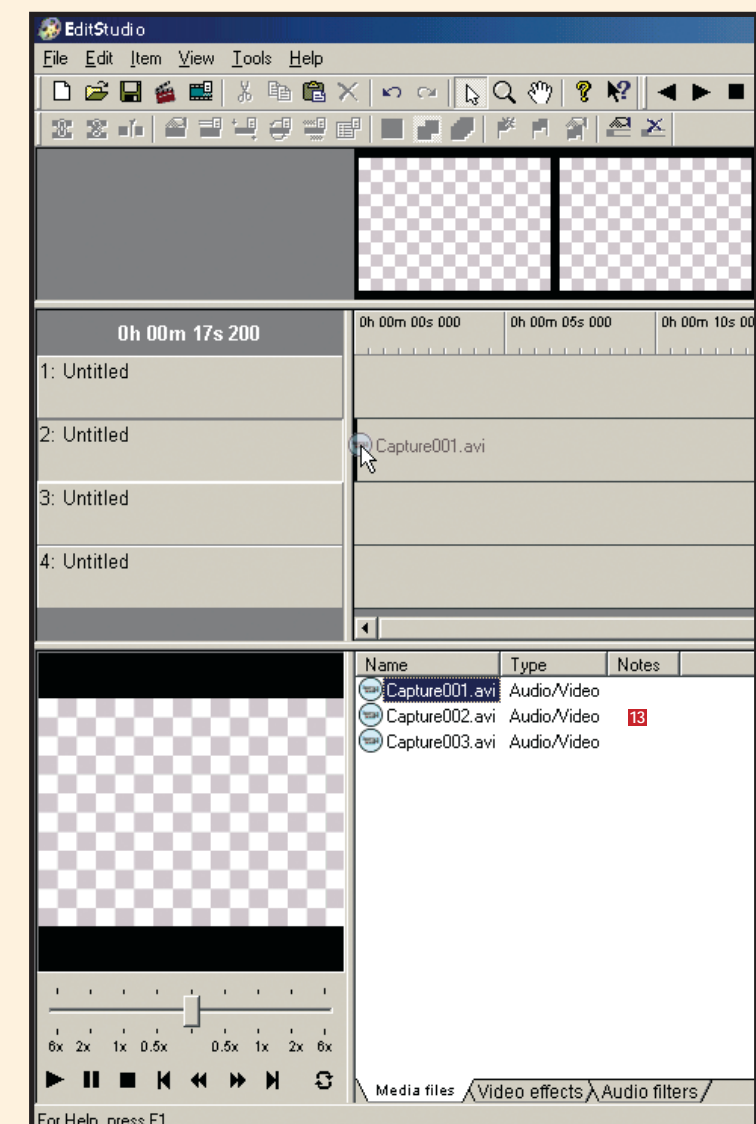 EditStudio
File Edit Item View Tools Help
0h 00m 17s 200
0h 00m 00s 000 0h 00m 05s 000 0h 00m 10s 00
1: Untitled
2: Untitled
Capture001.avi
3: Untitled
4: Untitled
Name Type Notes
Capture001.avi Audio/Video
Capture002.avi Audio/Video 13
Capture003.avi Audio/Video
6x 2x 1x 0.5x 0.5x 1x 2x 6x
Media files Video effects Audio filters
For Help, press F1